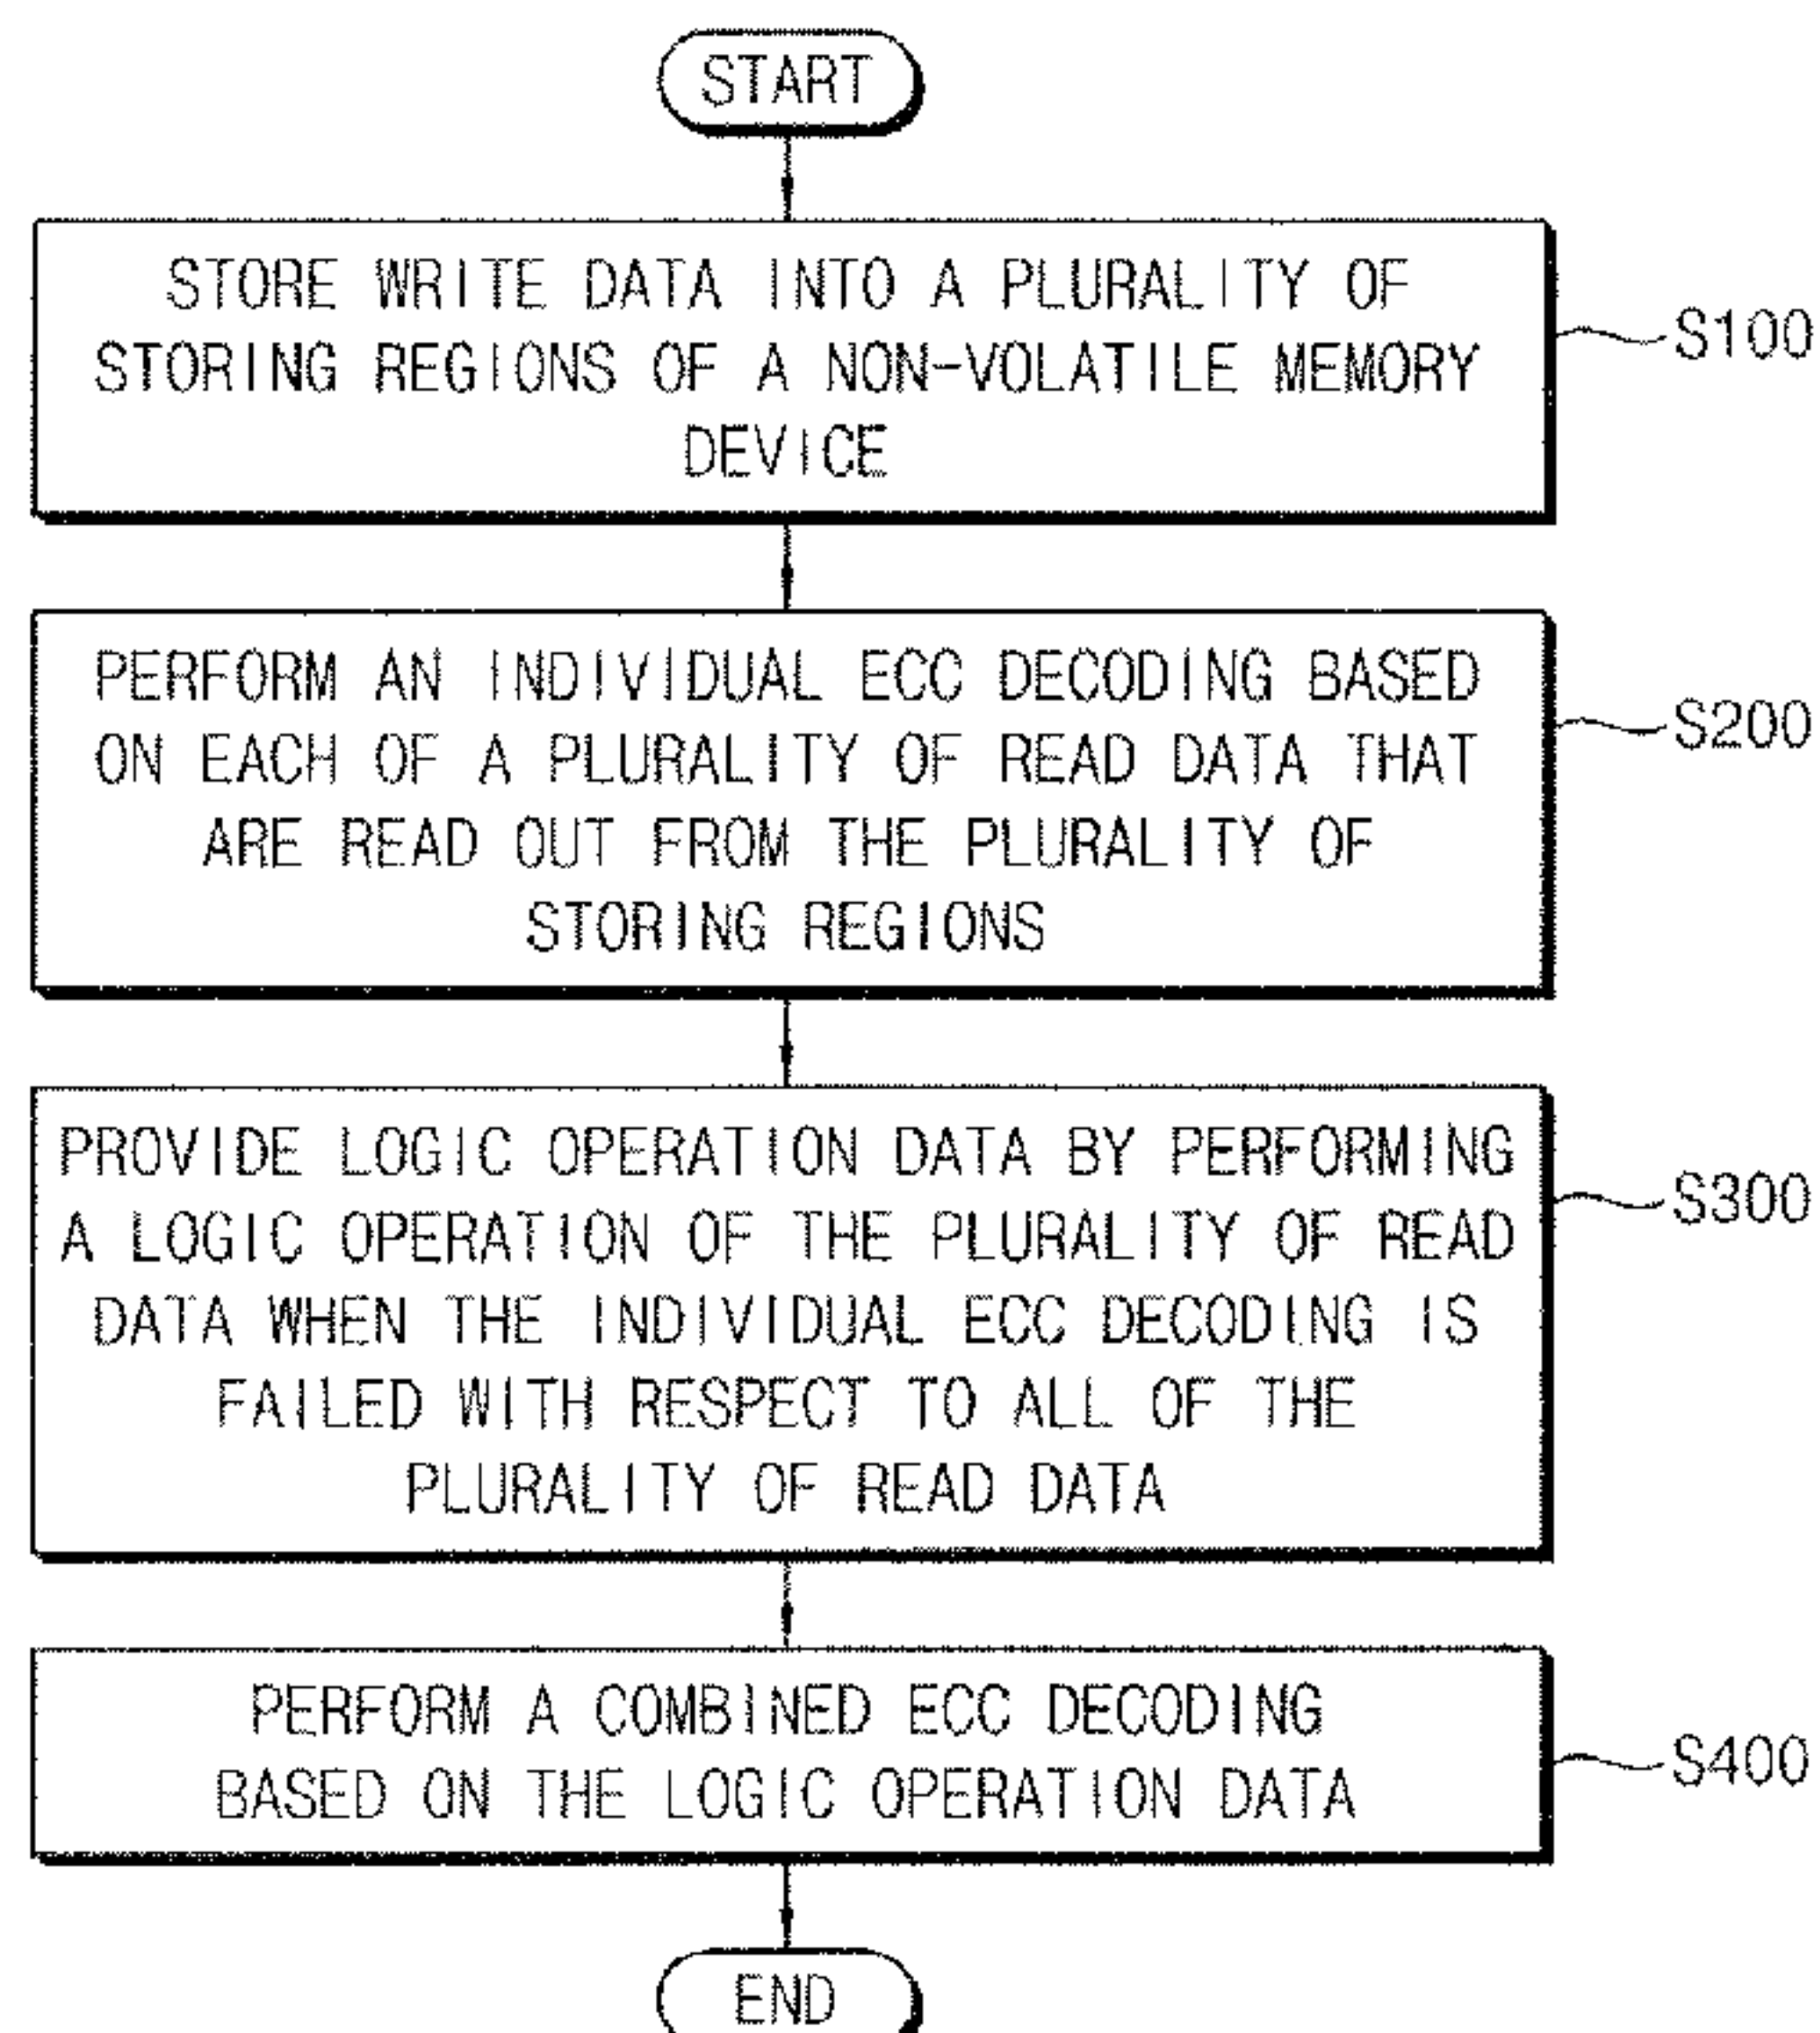 START
STORE WRITE DATA INTO A PLURALITY OF
STORING REGIONS OF A NON-VOLATILE MEMORY
DEVICE
S100
PERFORM AN INDIVIDUAL ECC DECODING BASED
ON EACH OF A PLURALITY OF READ DATA THAT
ARE READ OUT FROM THE PLURALITY OF
STORING REGIONS
S200
PROVIDE LOGIC OPERATION DATA BY PERFORMING
A LOGIC OPERATION OF THE PLURALITY OF READ
DATA WHEN THE INDIVIDUAL ECC DECODING IS
FAILED WITH RESPECT TO ALL OF THE
PLURALITY OF READ DATA
S300
PERFORM A COMBINED ECC DECODING
BASED ON THE LOGIC OPERATION DATA
S400
END